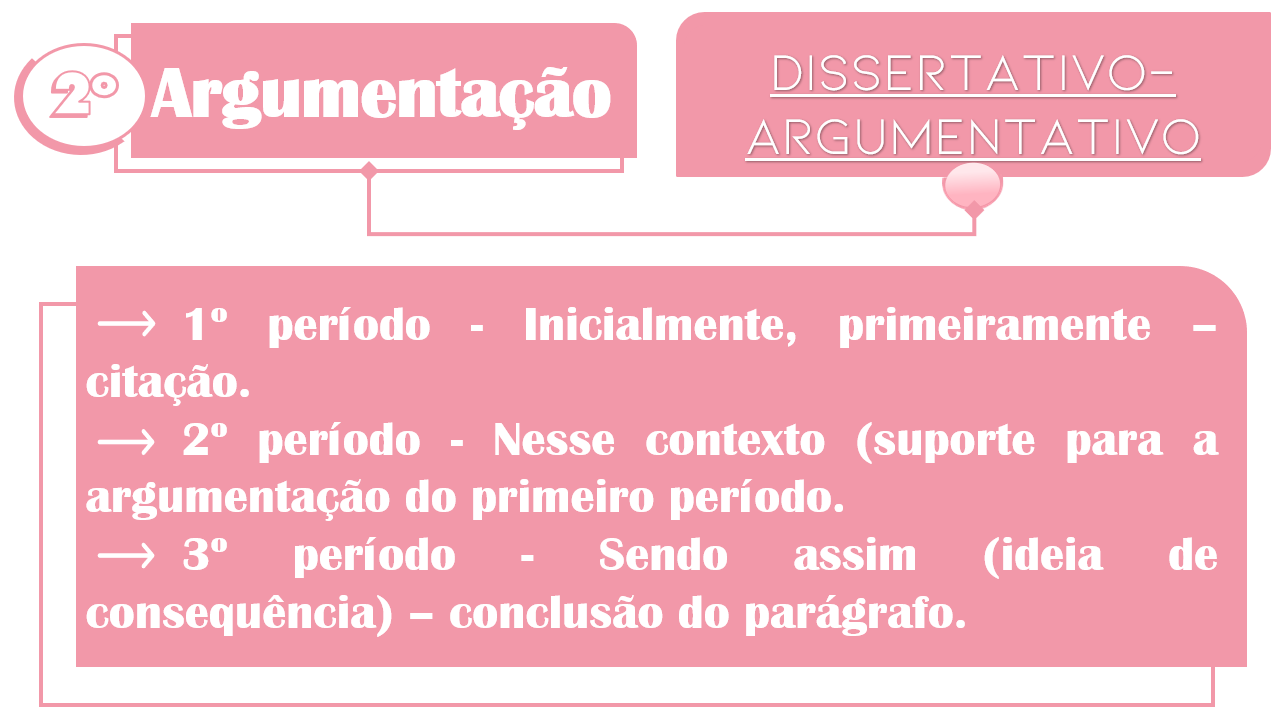 2º Argumentação
DISSERTATIVO-
ARGUMENTATIVO
→ 1º período - Inicialmente, primeiramente –
citação.
→ 2º período - Nesse contexto (suporte para a
argumentação do primeiro período.
→ 3º período - Sendo assim (ideia de
consequência) – conclusão do parágrafo.